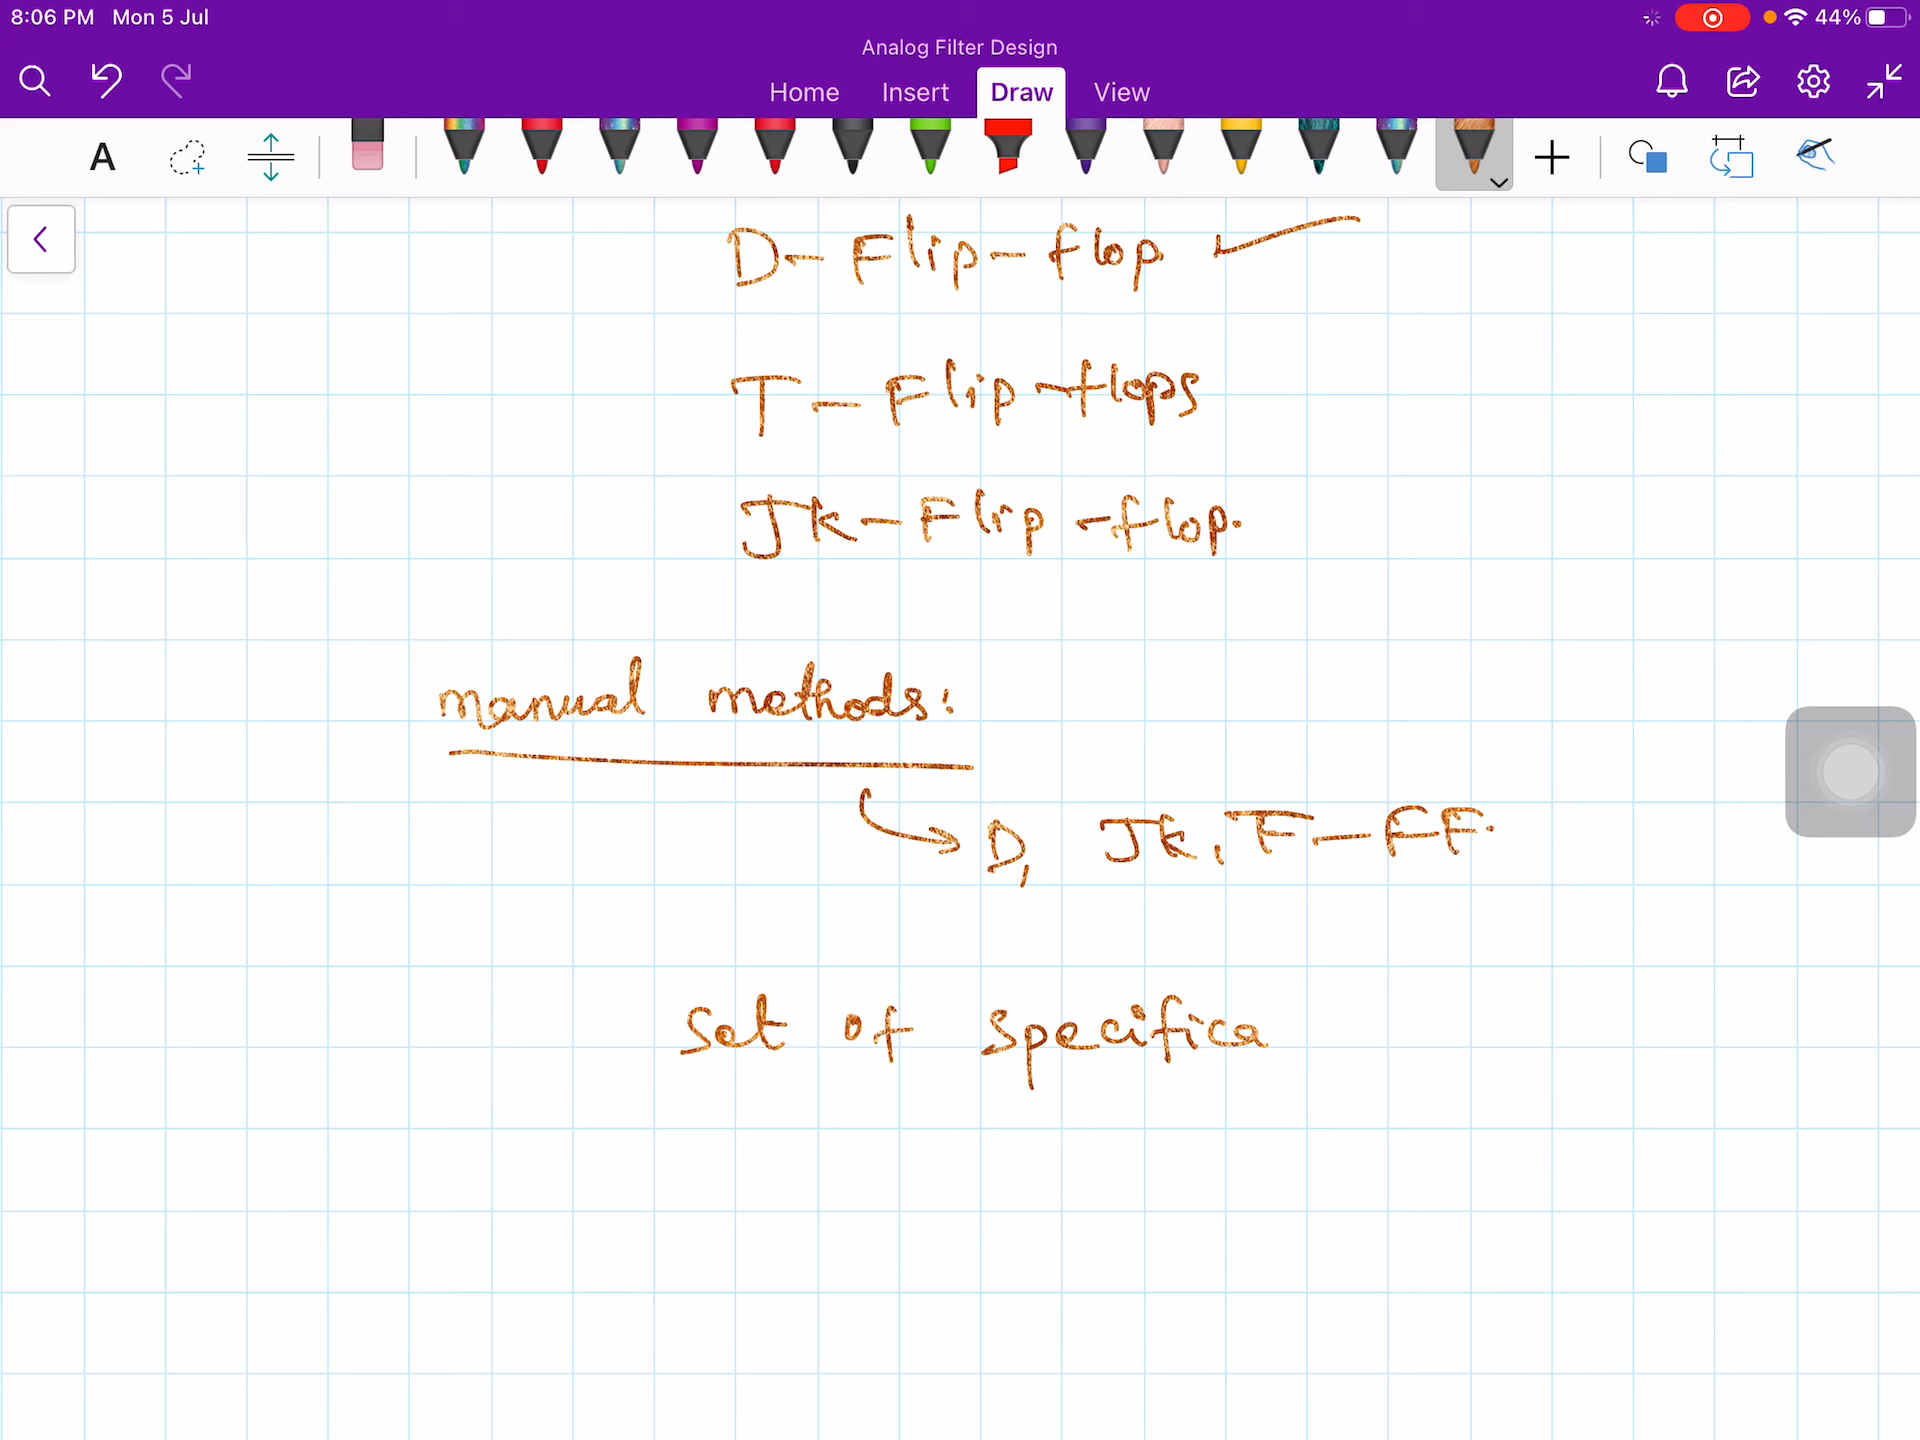 8:06 PM Mon 5 Jul
44%
Analog Filter Design
Home Insert Draw View
A
D- Flip-flop
T- Flip-flops
JK-Flip-flop.
manual methods:
D, JK, T-FF.
Set of specifica